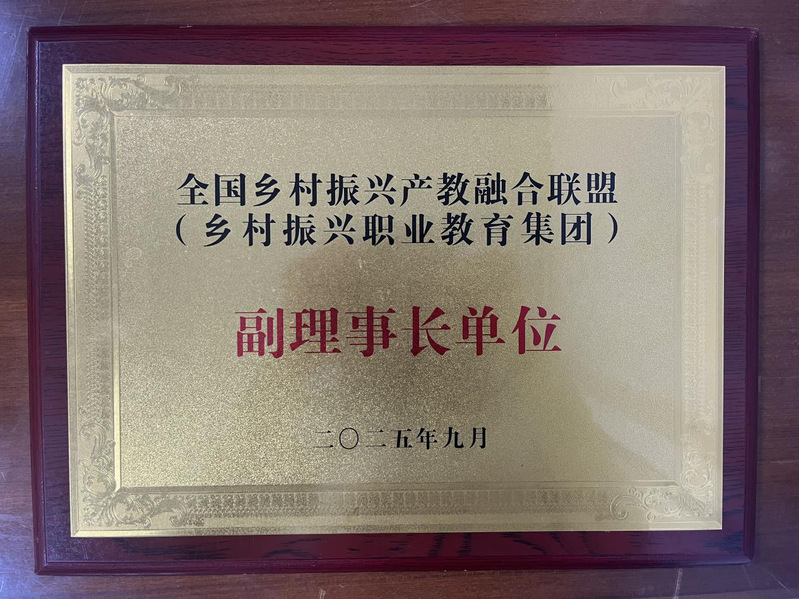 全国乡村振兴产教融合联盟
（乡村振兴职业教育集团）
副理事长单位
二〇二五年九月